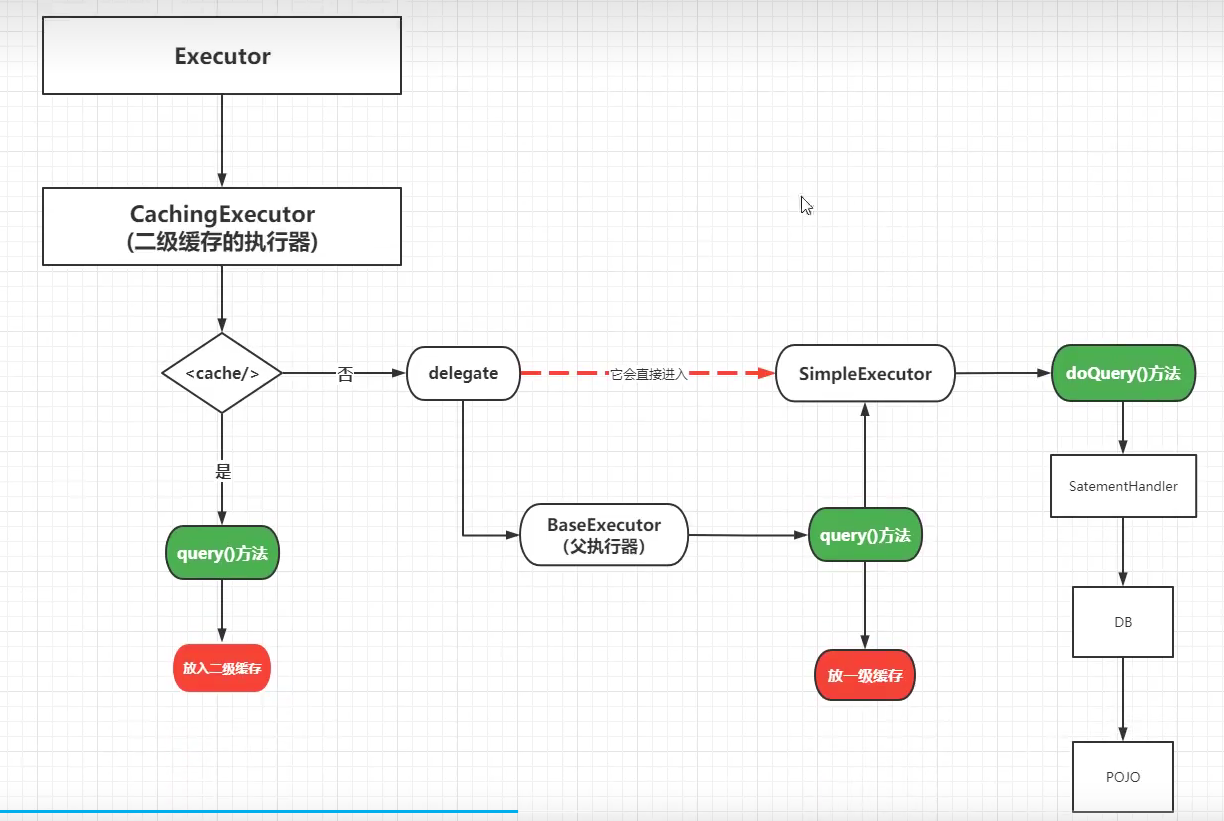 Executor
CachingExecutor
(二级缓存的执行器)
<cache/>
否
delegate
它会直接进入
SimpleExecutor
doQuery()方法
是
SatementHandler
BaseExecutor
（父执行器）
query()方法
query()方法
DB
放入二级缓存
放一级缓存
POJO